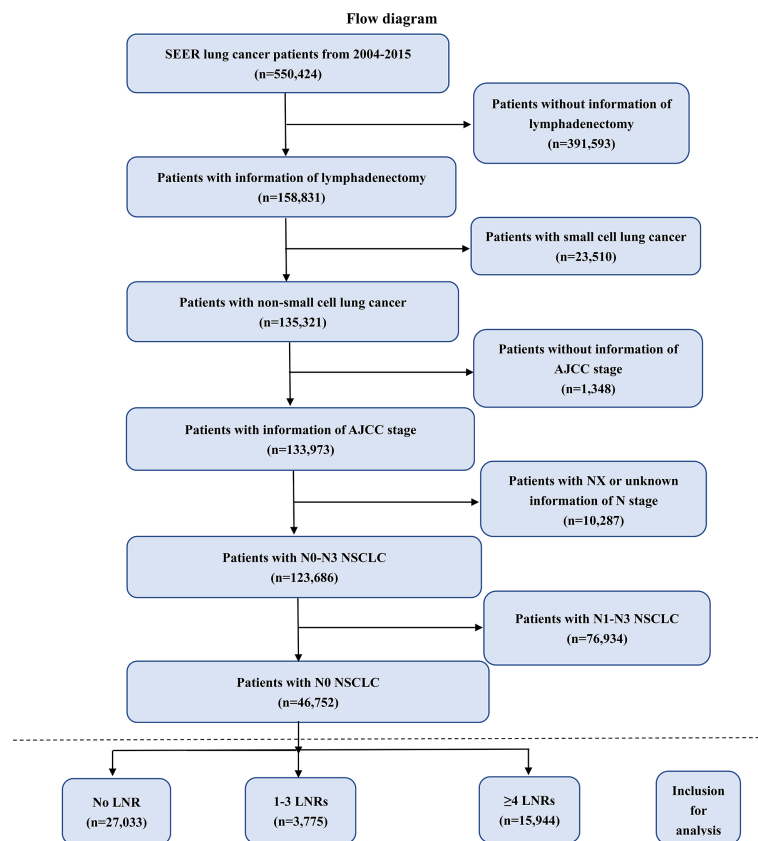 Flow diagram
SEER lung cancer patients from 2004-2015
(n=550,424)
Patients without information of
lymphadenectomy
(n=391,593)
Patients with information of lymphadenectomy
(n=158,831)
Patients with small cell lung cancer
(n=23,510)
Patients with non-small cell lung cancer
(n=135,321)
Patients without information of
AJCC stage
(n=1,348)
Patients with information of AJCC stage
(n=133,973)
Patients with NX or unknown
information of N stage
(n=10,287)
Patients with N0-N3 NSCLC
(n=123,686)
Patients with N1-N3 NSCLC
(n=76,934)
Patients with N0 NSCLC
(n=46,752)
No LNR
(n=27,033)
1-3 LNRs
(n=3,775)
≥4 LNRs
(n=15,944)
Inclusion
for
analysis